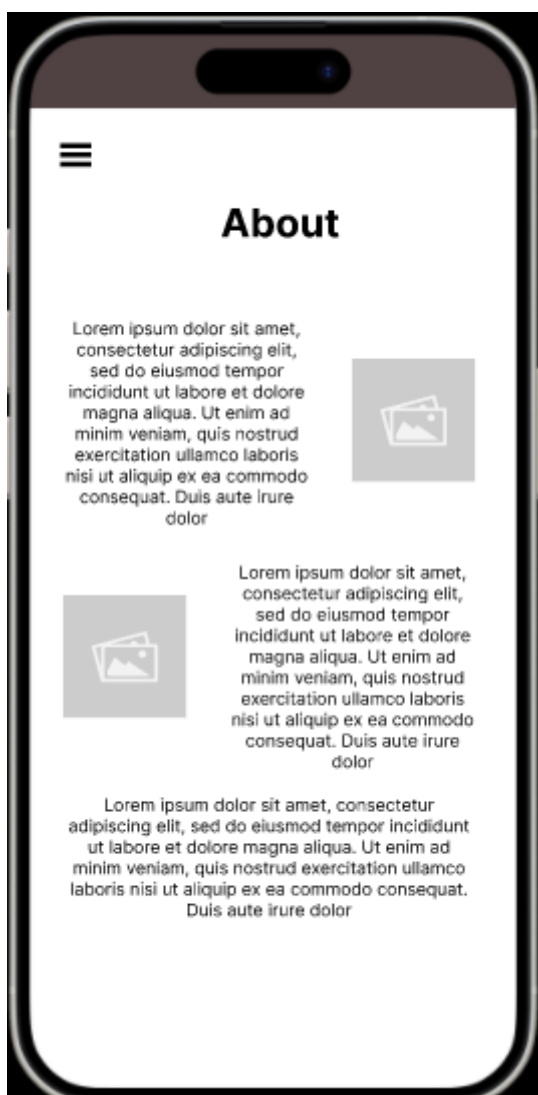 About
Lorem ipsum dolor sit amet,
consectetur adipiscing elit,
sed do eiusmod tempor
incididunt ut labore et dolore
magna aliqua. Ut enim ad
minim veniam, quis nostrud
exercitation ullamco laboris
nisi ut aliquip ex ea commodo
consequat. Duis aute irure
dolor
Lorem ipsum dolor sit amet,
consectetur adipiscing elit,
sed do eiusmod tempor
incididunt ut labore et dolore
magna aliqua. Ut enim ad
minim veniam, quis nostrud
exercitation ullamco laboris
nisi ut aliquip ex ea commodo
consequat. Duis aute irure
dolor
Lorem ipsum dolor sit amet, consectetur
adipiscing elit, sed do eiusmod tempor incididunt
ut labore et dolore magna aliqua. Ut enim ad
minim veniam, quis nostrud exercitation ullamco
laboris nisi ut aliquip ex ea commodo consequat.
Duis aute irure dolor